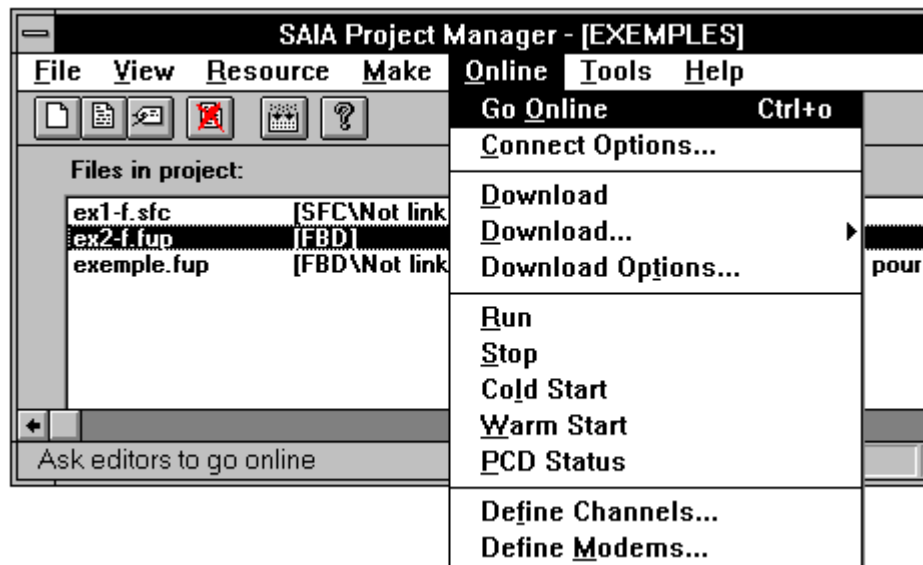 SAIA Project Manager - [EXEMPLES]
File View Resource Make Online Tools Help
Go Online Ctrl+o
Connect Options...
Files in project:
Download
ex1-f.sfc [SFC\Not link
ex2-f.fup [FBD]
Download...
exemple.fup [FBD\Not link
pour
Download Options...
Run
Stop
Cold Start
Warm Start
Ask editors to go online
PCD Status
Define Channels...
Define Modems...